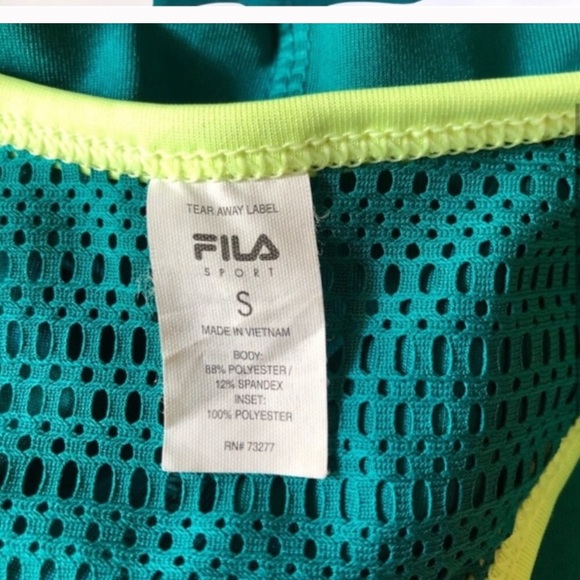 TEAR AWAY LABEL
FILA
SPORT
S
MADE IN VIETNAM
BODY:
88% POLYESTER /
12% SPANDEX
INSET:
100% POLYESTER
RN# 73277